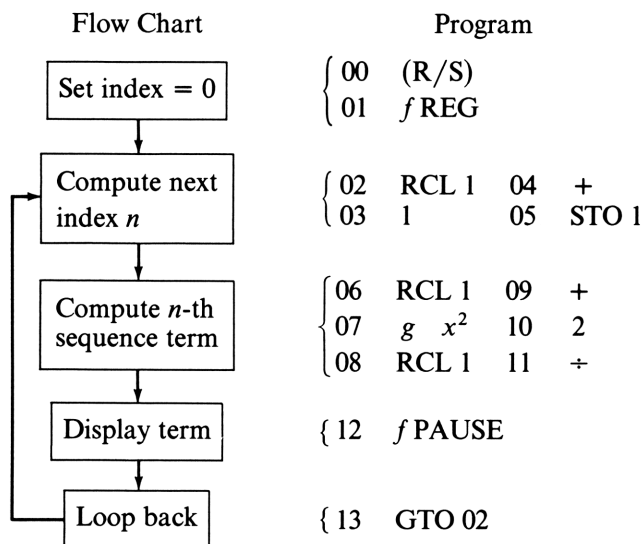 Flow Chart Program
Set index = 0
00 (R/S)
01 f REG
Compute next
index n
02 RCL 1 04 +
03 1 05 STO 1
Compute n-th
sequence term
06 RCL 1 09 +
07 g x² 10 2
08 RCL 1 11 ÷
Display term
12 f PAUSE
Loop back
13 GTO 02